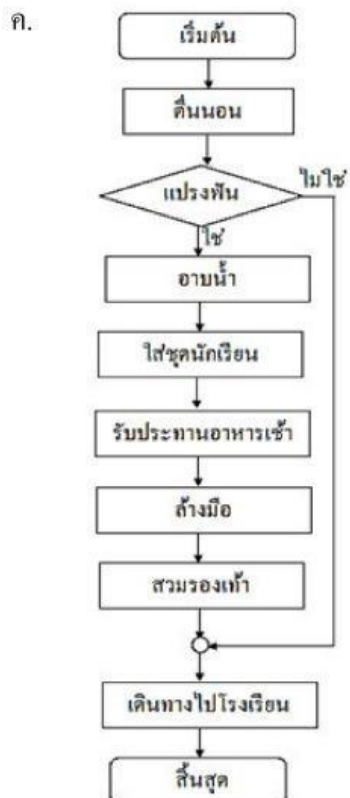 ค.
เริ่มต้น
ตื่นนอน
แปรงฟัน
ไม่ใช่
ใช่
อาบน้ำ
ใส่ชุดนักเรียน
รับประทานอาหารเช้า
ล้างมือ
สวมรองเท้า
เดินทางไปโรงเรียน
สิ้นสุด